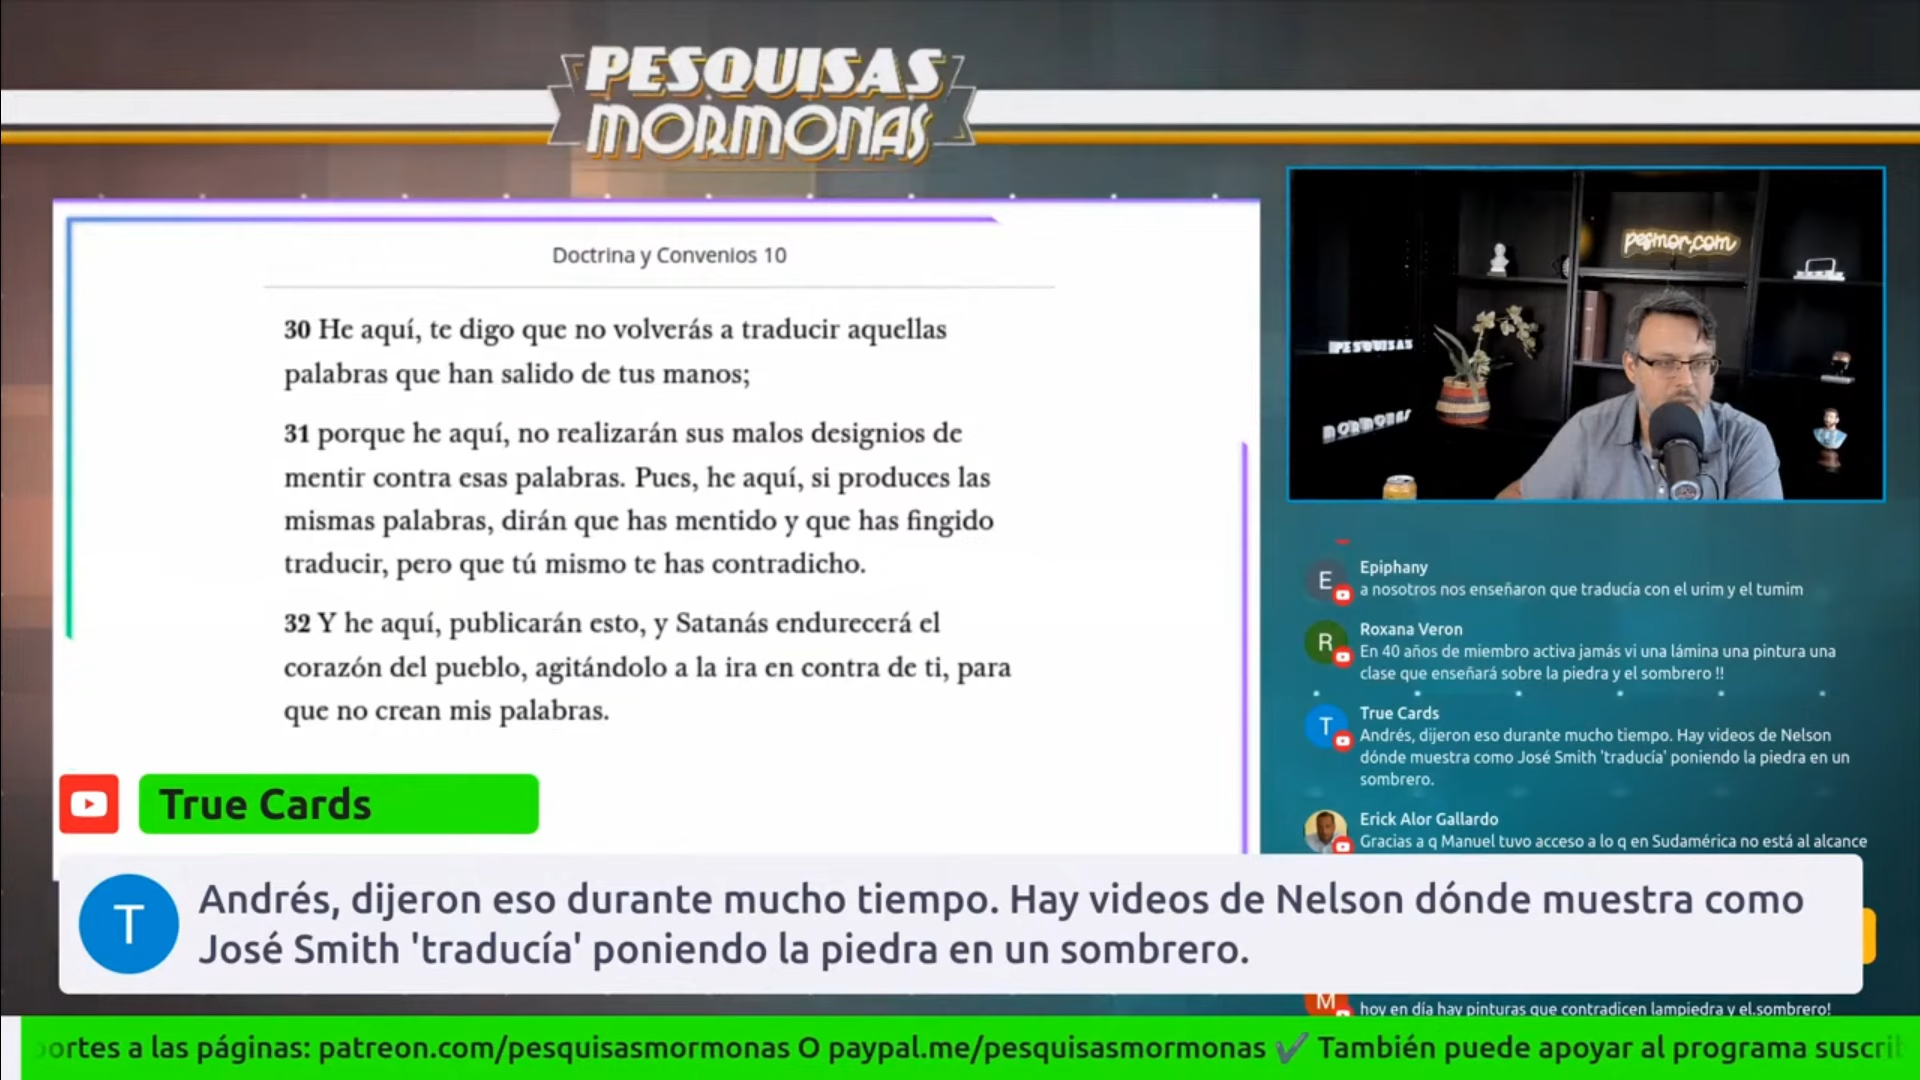 PESQUISAS
MORMONAS
Doctrina y Convenios 10
30 He aquí, te digo que no volverás a traducir aquellas
palabras que han salido de tus manos;
31 porque he aquí, no realizarán sus malos designios de
mentir contra esas palabras. Pues, he aquí, si produces las
mismas palabras, dirán que has mentido y que has fingido
traducir, pero que tú mismo te has contradicho.
32 Y he aquí, publicarán esto, y Satanás endurecerá el
corazón del pueblo, agitándolo a la ira en contra de ti, para
que no crean mis palabras.
pesmor.com
PESQUISAS
MORMONAS
E
Epiphany
a nosotros nos enseñaron que traducía con el urim y el tumim
R
Roxana Veron
En 40 años de miembro activa jamás vi una lámina una pintura una
clase que enseñará sobre la piedra y el sombrero !!
T
True Cards
Andrés, dijeron eso durante mucho tiempo. Hay videos de Nelson
dónde muestra como José Smith 'traducía' poniendo la piedra en un
sombrero.
Erick Alor Gallardo
Gracias a q Manuel tuvo acceso a lo q en Sudamérica no está al alcance
True Cards
T
Andrés, dijeron eso durante mucho tiempo. Hay videos de Nelson dónde muestra como
José Smith 'traducía' poniendo la piedra en un sombrero.
M
hoy en día hay pinturas que contradicen lampiedra y el.sombrero!
ortes a las páginas: patreon.com/pesquisasmormonas O paypal.me/pesquisasmormonas ✔ También puede apoyar al programa suscri